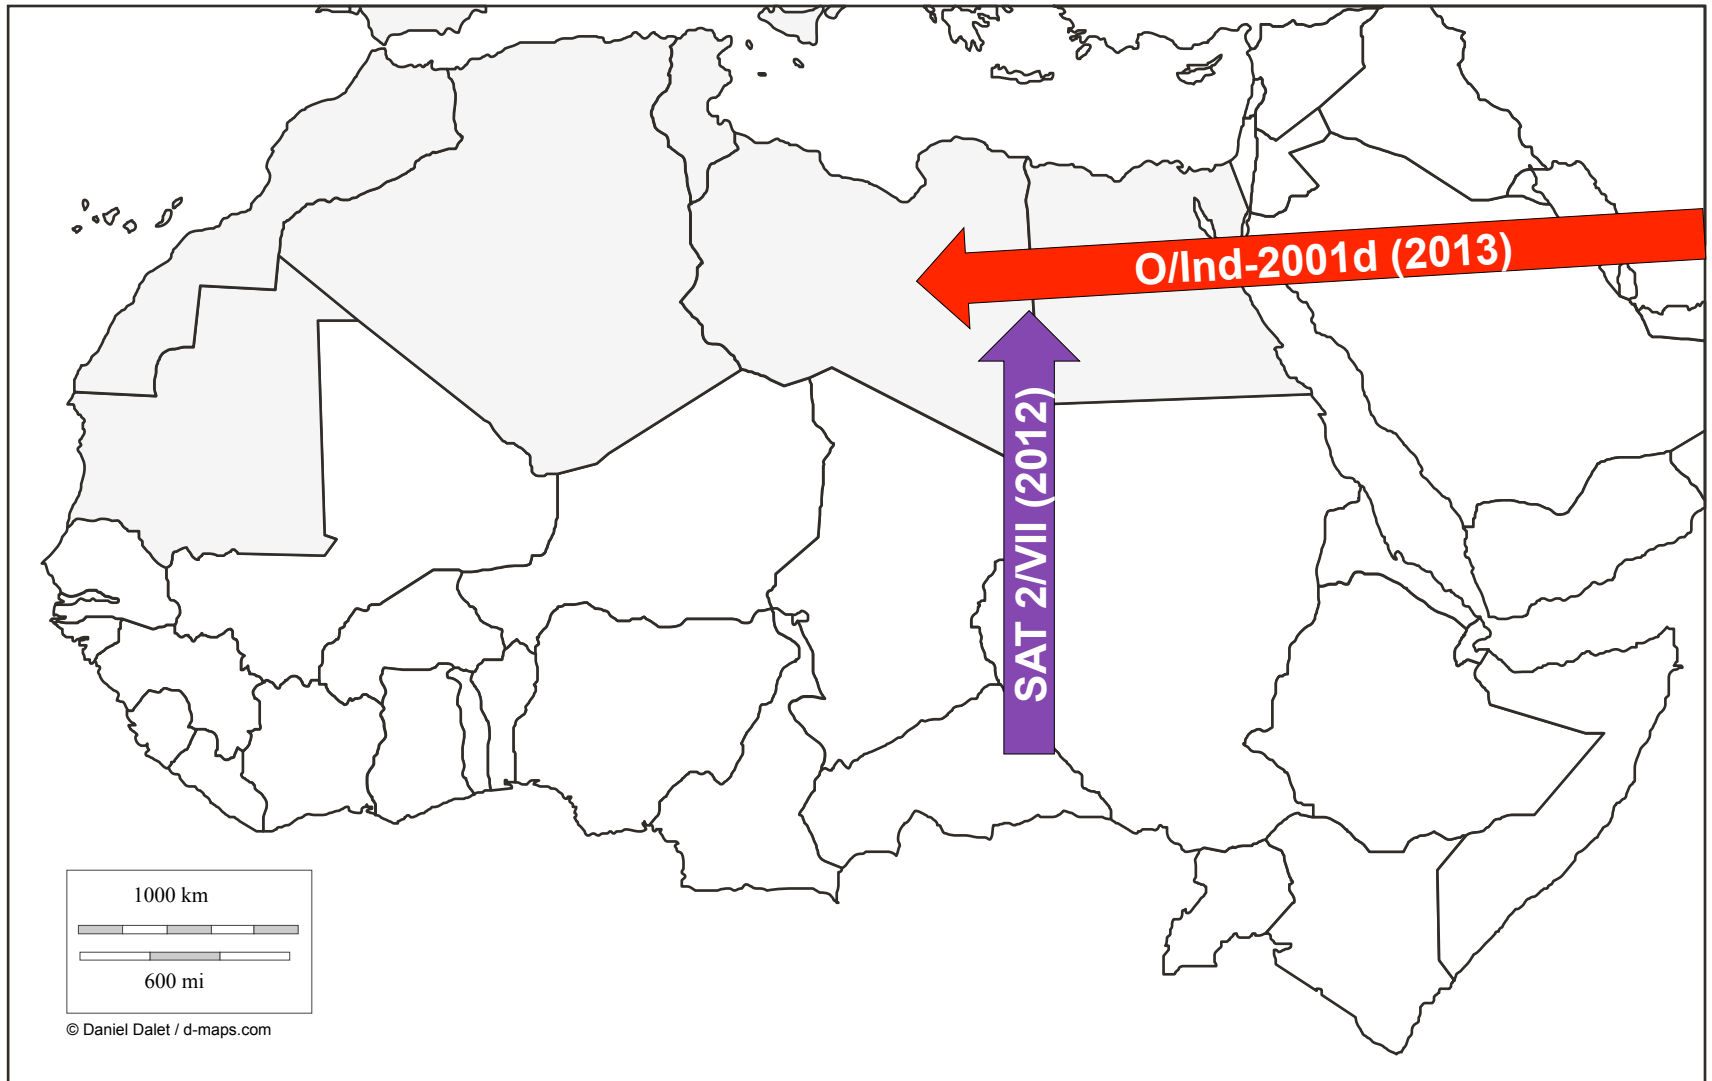 O/Ind-2001d (2013)
SAT 2/VII (2012)
1000 km
600 mi
© Daniel Dalet / d-maps.com